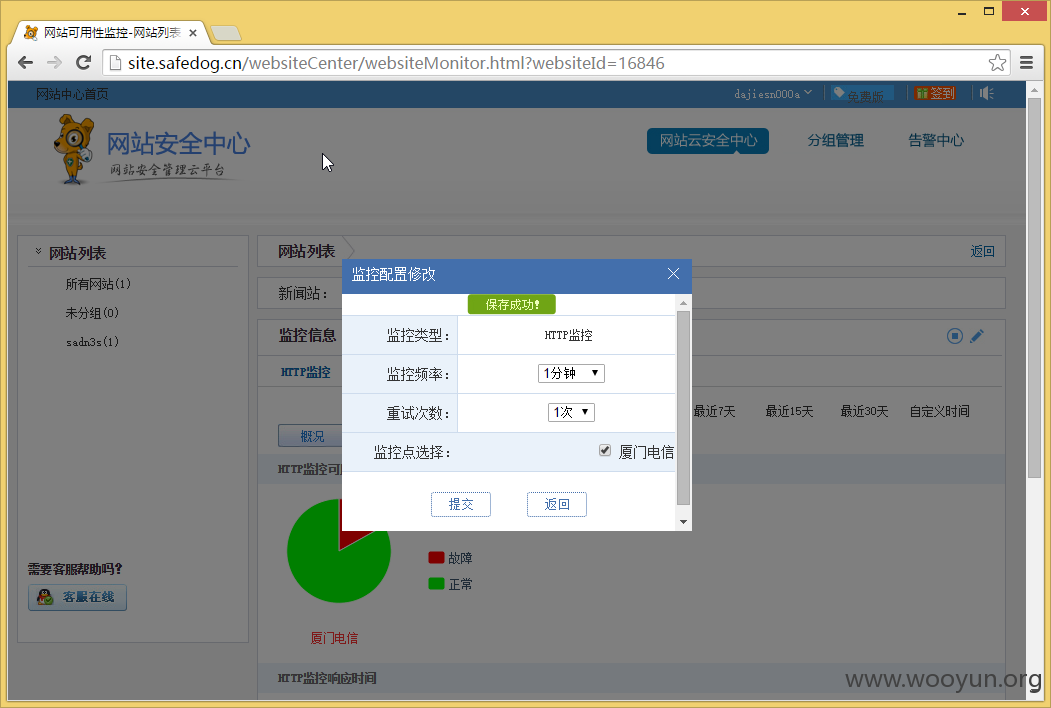 网站可用性监控-网站列表
site.safedog.cn/websiteCenter/websiteMonitor.html?websiteId=16846
网站中心首页
dajiesn000a
免费版
签到
网站安全中心
网站安全管理云平台
网站云安全中心
分组管理
告警中心
网站列表
所有网站(1)
未分组(0)
sadn3s(1)
需要客服帮助吗?
客服在线
网站列表
返回
新闻站：
监控信息
HTTP监控
最近7天
最近15天
最近30天
自定义时间
概况
HTTP监控可
监控配置修改
保存成功!
监控类型： HTTP监控
监控频率： 1分钟
重试次数： 1次
监控点选择： 厦门电信
提交
返回
故障
正常
厦门电信
HTTP监控响应时间
www.wooyun.org